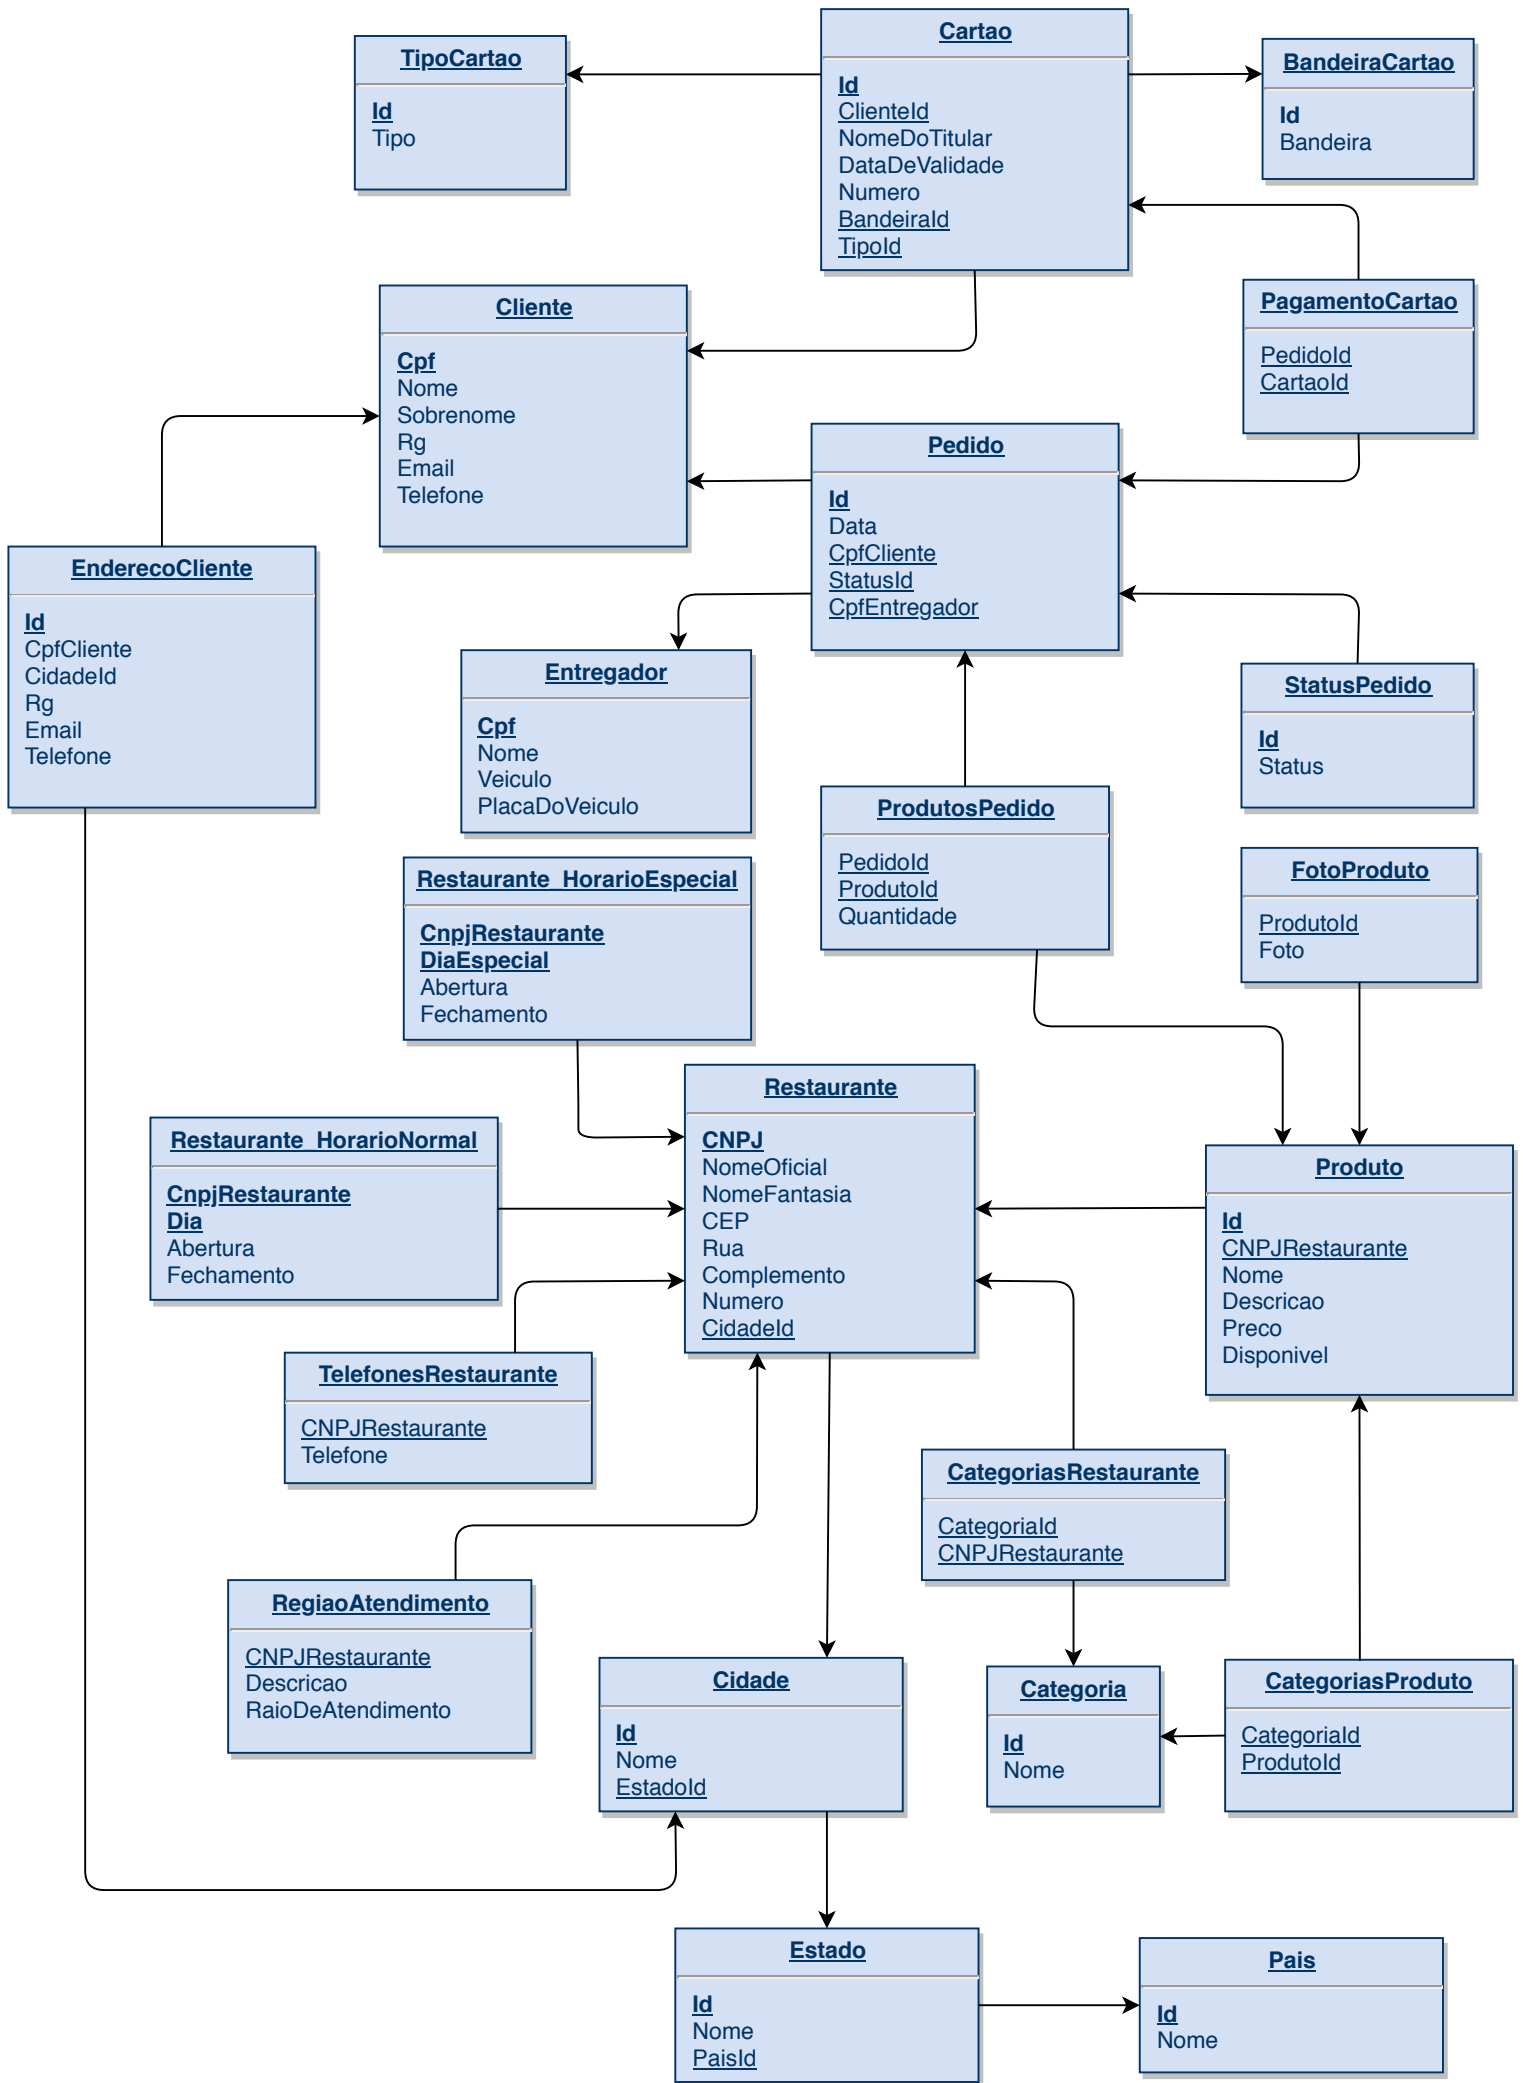 TipoCartao
Id
Tipo
Cartao
Id
ClienteId
NomeDoTitular
DataDeValidade
Numero
BandeiraId
TipoId
BandeiraCartao
Id
Bandeira
Cliente
Cpf
Nome
Sobrenome
Rg
Email
Telefone
PagamentoCartao
PedidoId
CartaoId
Pedido
Id
Data
CpfCliente
StatusId
CpfEntregador
EnderecoCliente
Id
CpfCliente
CidadeId
Rg
Email
Telefone
Entregador
Cpf
Nome
Veiculo
PlacaDoVeiculo
StatusPedido
Id
Status
ProdutosPedido
PedidoId
ProdutoId
Quantidade
FotoProduto
ProdutoId
Foto
Restaurante_HorarioEspecial
CnpjRestaurante
DiaEspecial
Abertura
Fechamento
Restaurante
CNPJ
NomeOficial
NomeFantasia
CEP
Rua
Complemento
Numero
CidadeId
Restaurante_HorarioNormal
CnpjRestaurante
Dia
Abertura
Fechamento
Produto
Id
CNPJRestaurante
Nome
Descricao
Preco
Disponivel
TelefonesRestaurante
CNPJRestaurante
Telefone
CategoriasRestaurante
CategoriaId
CNPJRestaurante
RegiaoAtendimento
CNPJRestaurante
Descricao
RaioDeAtendimento
Cidade
Id
Nome
EstadoId
Categoria
Id
Nome
CategoriasProduto
CategoriaId
ProdutoId
Estado
Id
Nome
PaisId
Pais
Id
Nome